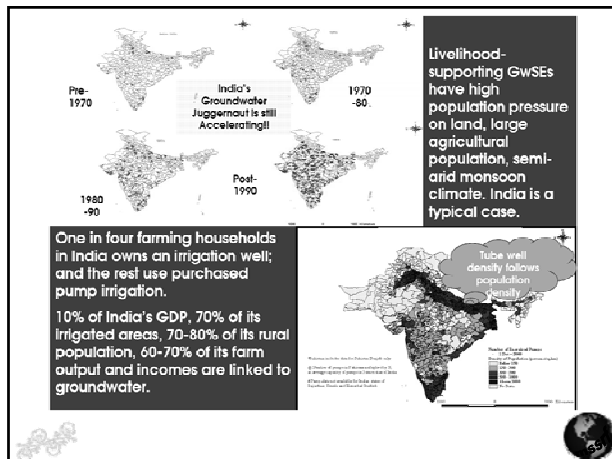 Pre-
1970
India's
Groundwater
Juggernaut is still
Accelerating!!
1970
-80
1980
-90
Post-
1990
Livelihood-
supporting GwSEs
have high
population pressure
on land, large
agricultural
population, semi-
arid monsoon
climate. India is a
typical case.
One in four farming households
in India owns an irrigation well;
and the rest use purchased
pump irrigation.
10% of India's GDP, 70% of its
irrigated areas, 70-80% of its rural
population, 60-70% of its farm
output and incomes are linked to
groundwater.
Tube well
density follows
population
density